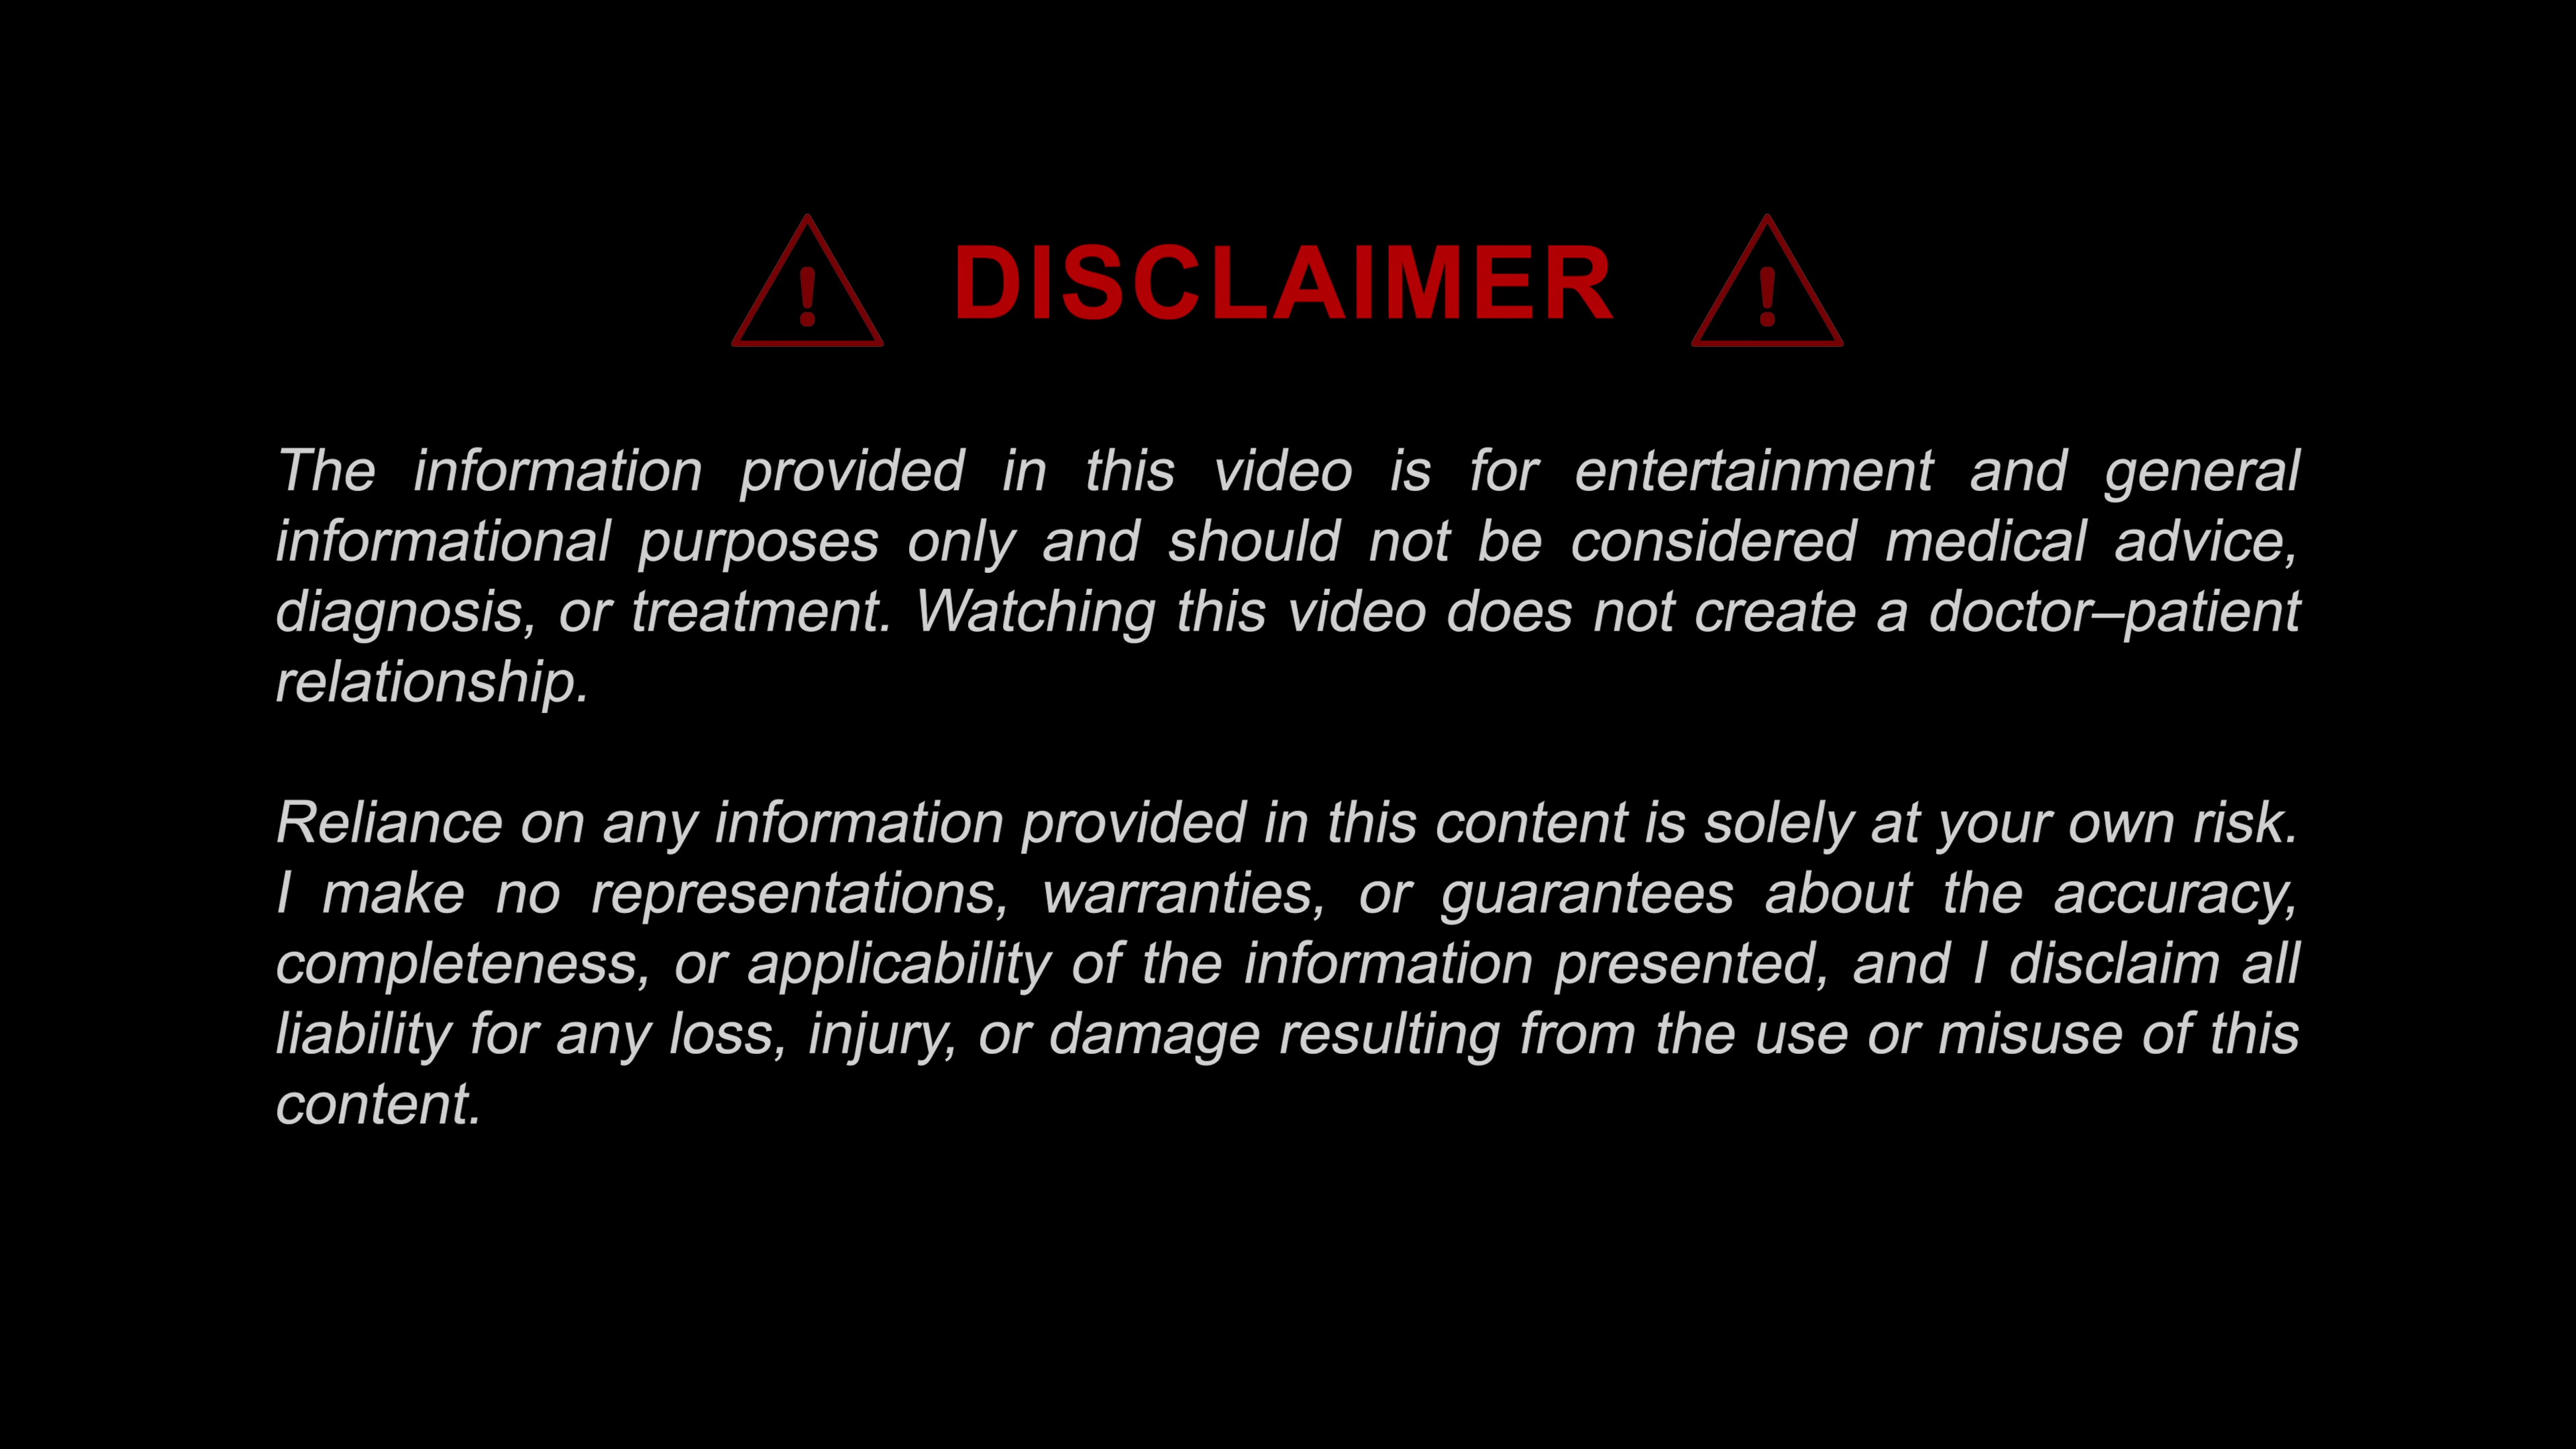 DISCLAIMER
The information provided in this video is for entertainment and general
informational purposes only and should not be considered medical advice,
diagnosis, or treatment. Watching this video does not create a doctor–patient
relationship.
Reliance on any information provided in this content is solely at your own risk.
I make no representations, warranties, or guarantees about the accuracy,
completeness, or applicability of the information presented, and I disclaim all
liability for any loss, injury, or damage resulting from the use or misuse of this
content.